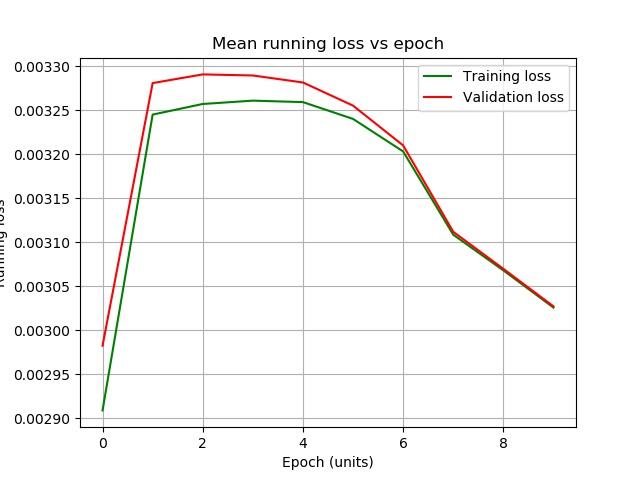 Mean running loss vs epoch
0.00330
0.00325
0.00320
0.00315
0.00310
0.00305
0.00300
0.00295
0.00290
loss
Training loss
Validation loss
0 2 4 6 8
Epoch (units)